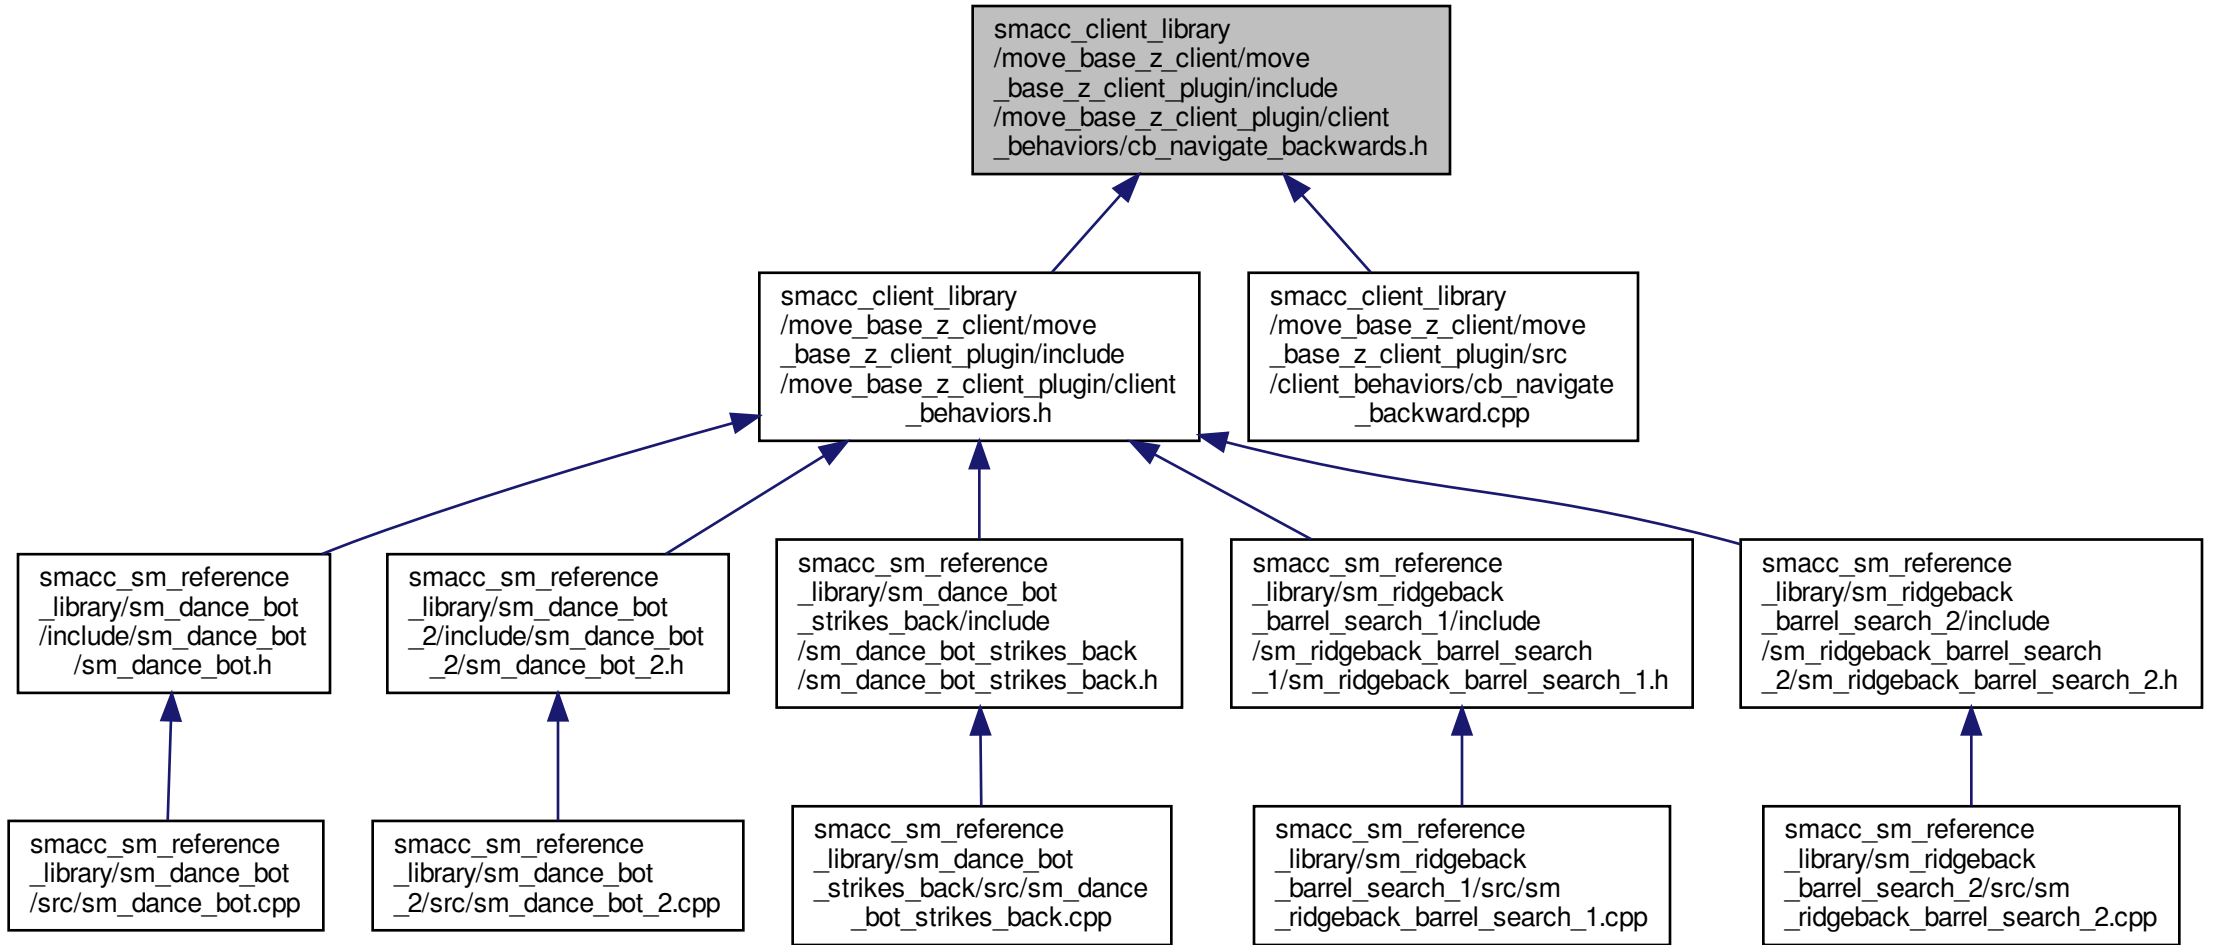 smacc_client_library
/move_base_z_client/move
_base_z_client_plugin/include
/move_base_z_client_plugin/client
_behaviors/cb_navigate_backwards.h
smacc_client_library
/move_base_z_client/move
_base_z_client_plugin/include
/move_base_z_client_plugin/client
_behaviors.h
smacc_client_library
/move_base_z_client/move
_base_z_client_plugin/src
/client_behaviors/cb_navigate
_backward.cpp
smacc_sm_reference
_library/sm_dance_bot
/include/sm_dance_bot
/sm_dance_bot.h
smacc_sm_reference
_library/sm_dance_bot
_2/include/sm_dance_bot
_2/sm_dance_bot_2.h
smacc_sm_reference
_library/sm_dance_bot
_strikes_back/include
/sm_dance_bot_strikes_back
/sm_dance_bot_strikes_back.h
smacc_sm_reference
_library/sm_ridgeback
_barrel_search_1/include
/sm_ridgeback_barrel_search
_1/sm_ridgeback_barrel_search_1.h
smacc_sm_reference
_library/sm_ridgeback
_barrel_search_2/include
/sm_ridgeback_barrel_search
_2/sm_ridgeback_barrel_search_2.h
smacc_sm_reference
_library/sm_dance_bot
/src/sm_dance_bot.cpp
smacc_sm_reference
_library/sm_dance_bot
_2/src/sm_dance_bot_2.cpp
smacc_sm_reference
_library/sm_dance_bot
_strikes_back/src/sm_dance
_bot_strikes_back.cpp
smacc_sm_reference
_library/sm_ridgeback
_barrel_search_1/src/sm
_ridgeback_barrel_search_1.cpp
smacc_sm_reference
_library/sm_ridgeback
_barrel_search_2/src/sm
_ridgeback_barrel_search_2.cpp